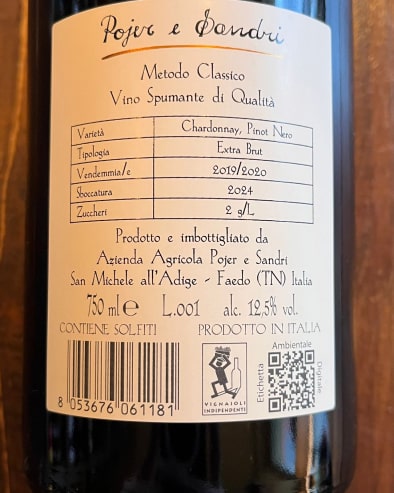 Pojer e Sandri
Metodo Classico
Vino Spumante di Qualità
Varietà Chardonnay, Pinot Nero
Tipologia Extra Brut
Vendemmia/e 2019/2020
Sboccatura 2024
Zuccheri 2 g/L
Prodotto e imbottigliato da
Azienda Agricola Pojer e Sandri
San Michele all'Adige - Faedo (TN) Italia
750 ml e L.001 alc. 12,5% vol.
CONTIENE SOLFITI PRODOTTO IN ITALIA
8 053676 061181
VIGNAIOLI
INDIPENDENTI
Etichetta
Ambientale
Digitale